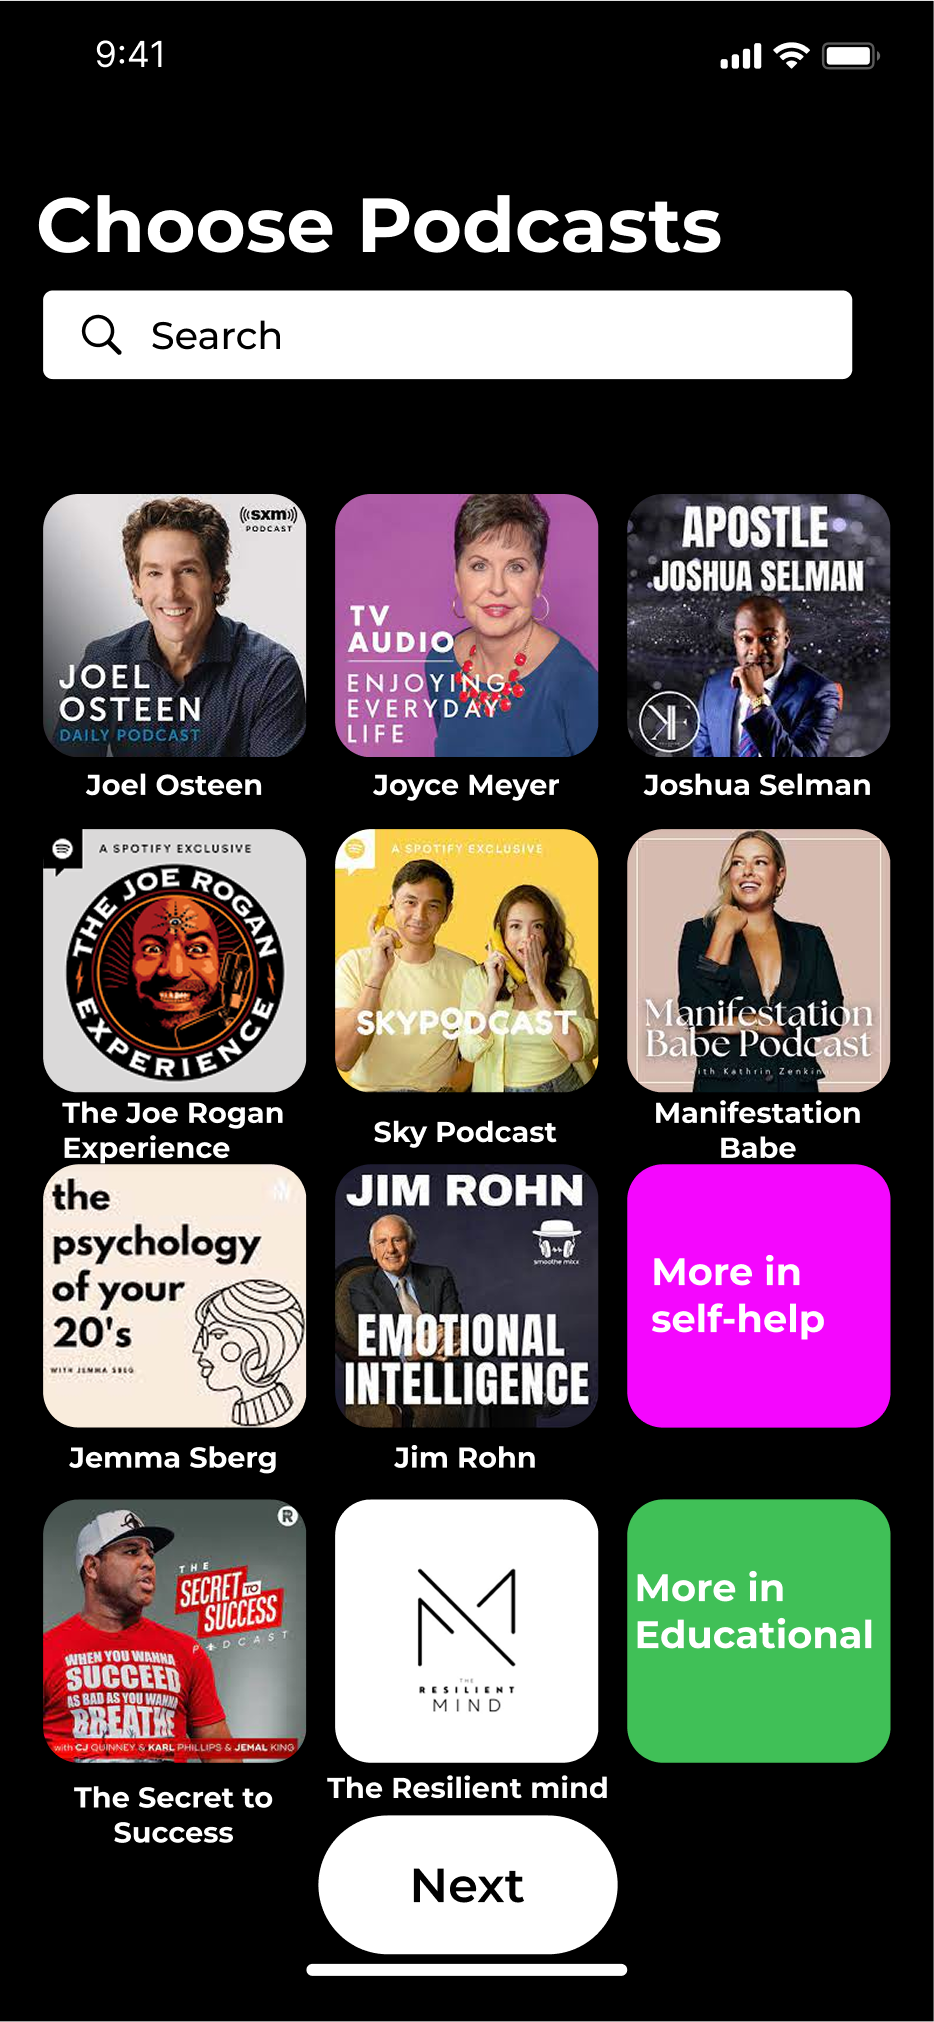 9:41
Choose Podcasts
Search
((sxm))
PODCAST
JOEL
OSTEEN
DAILY PODCAST
TV
AUDIO
ENJOYING
EVERYDAY
LIFE
APOSTLE
JOSHUA SELMAN
Joel Osteen
Joyce Meyer
Joshua Selman
A SPOTIFY EXCLUSIVE
THE JOE ROGAN
EXPERIENCE
A SPOTIFY EXCLUSIVE
SKYPODCAST
Manifestation
Babe Podcast
with Kathrin Zenkina
The Joe Rogan
Experience
Sky Podcast
Manifestation
Babe
the
psychology
of your
20's
WITH JEMMA SBEG
JIM ROHN
smoothe mixx
EMOTIONAL
INTELLIGENCE
More in
self-help
Jemma Sberg
Jim Rohn
R
THE
SECRET TO
SUCCESS
PODCAST
WHEN YOU WANNA
SUCCEED
AS BAD AS YOU WANNA
BREATHE
with CJ QUINNEY & KARL PHILLIPS & JEMAL KING
THE
RESILIENT
MIND
More in
Educational
The Secret to
Success
The Resilient mind
Next